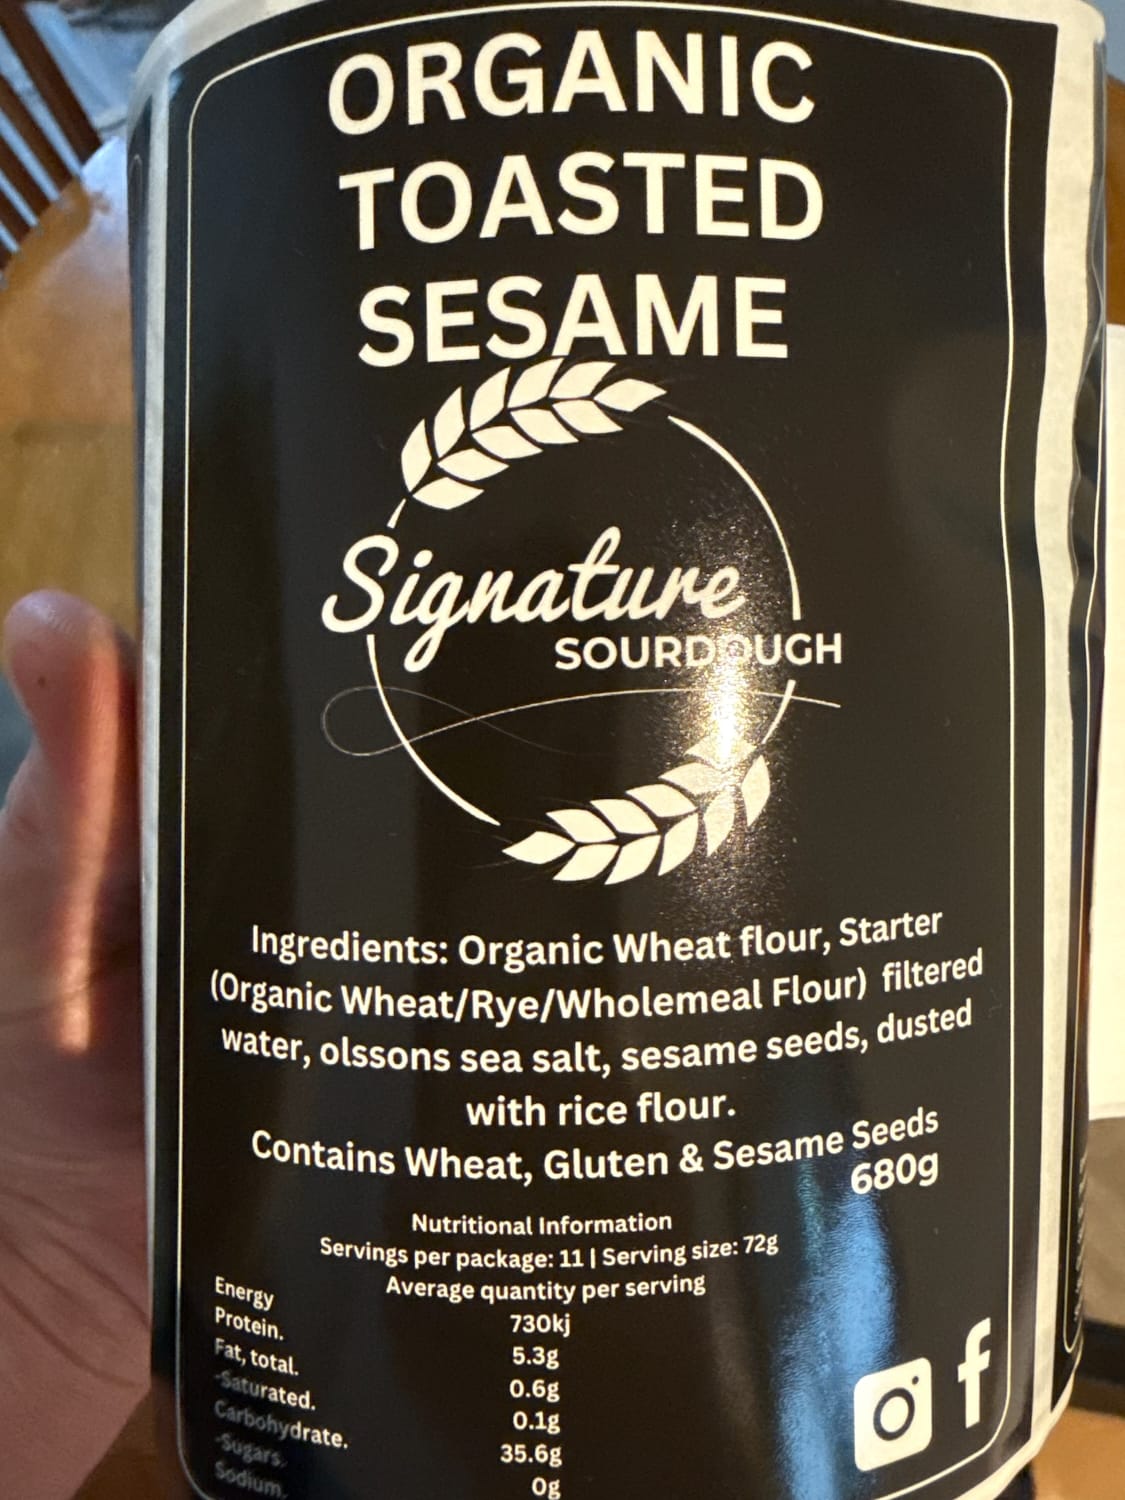 ORGANIC
TOASTED
SESAME
Signature
SOURDOUGH
Ingredients: Organic Wheat flour, Starter
(Organic Wheat/Rye/Wholemeal Flour) filtered
water, olssons sea salt, sesame seeds, dusted
with rice flour.
Contains Wheat, Gluten & Sesame Seeds
680g
Nutritional Information
Servings per package: 11 | Serving size: 72g
Average quantity per serving
Energy 730kj
Protein. 5.3g
Fat, total. 0.6g
-Saturated. 0.1g
Carbohydrate. 35.6g
-Sugars. 0g
Sodium.